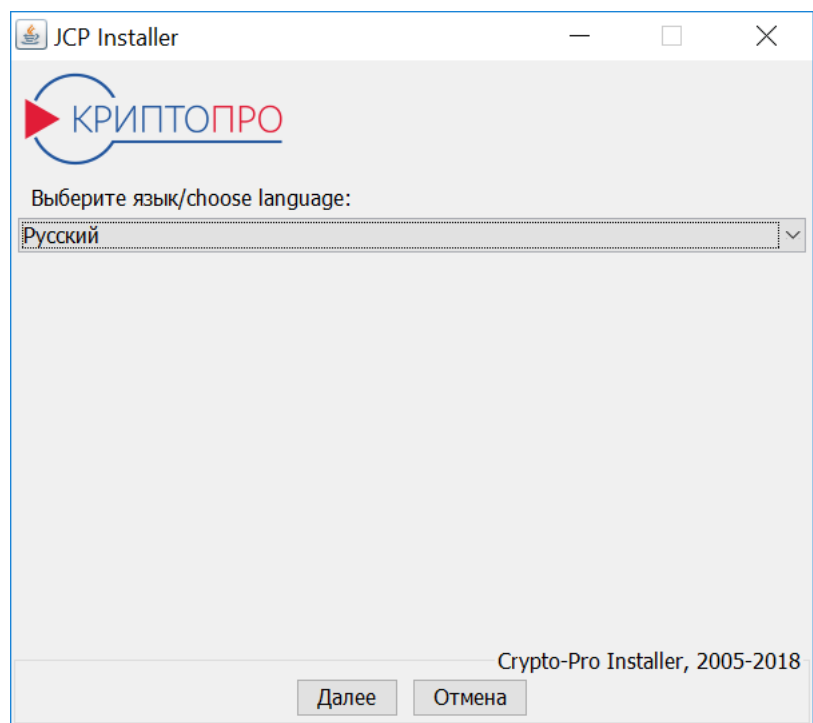 JCP Installer
КРИПТОПРО
Выберите язык/choose language:
Русский
Crypto-Pro Installer, 2005-2018
Далее Отмена